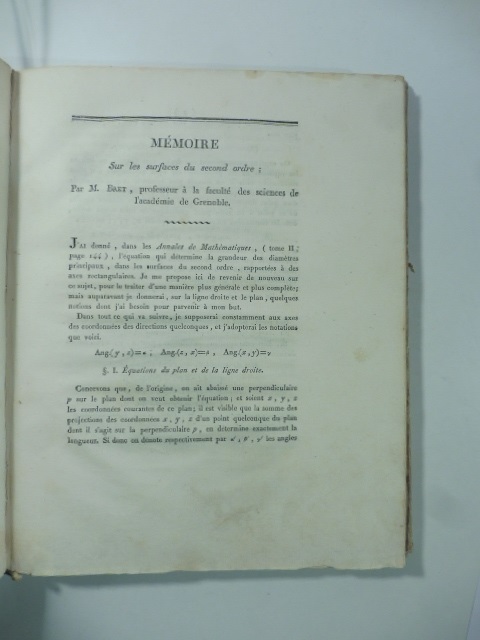 MÉMOIRE
Sur les surfaces du second ordre ;
Par M. BRET, professeur à la faculté des sciences de
l'académie de Grenoble.
J'AI donné, dans les Annales de Mathématiques, ( tome II,
page 144 ), l'équation qui détermine la grandeur des diamètres
principaux, dans les surfaces du second ordre, rapportées à des
axes rectangulaires. Je me propose ici de revenir de nouveau sur
ce sujet, pour le traiter d'une manière plus générale et plus complète;
mais auparavant je donnerai, sur la ligne droite et le plan, quelques
notions dont j'ai besoin pour parvenir à mon but.
Dans tout ce qui va suivre, je supposerai constamment aux axes
des coordonnées des directions quelconques, et j'adopterai les notations
que voici.
Ang.(y, z)=α, Ang.(z, x)=β, Ang.(x, y)=γ
§. I. Équations du plan et de la ligne droite.
Concevons que, de l'origine, on ait abaissé une perpendiculaire
p sur le plan dont on veut obtenir l'équation ; et soient x, y, z
les coordonnées courantes de ce plan; il est visible que la somme des
projections des coordonnées x, y, z d'un point quelconque du plan
dont il s'agit sur la perpendiculaire p, en détermine exactement la
longueur. Si donc on dénote respectivement par α', β', γ' les angles